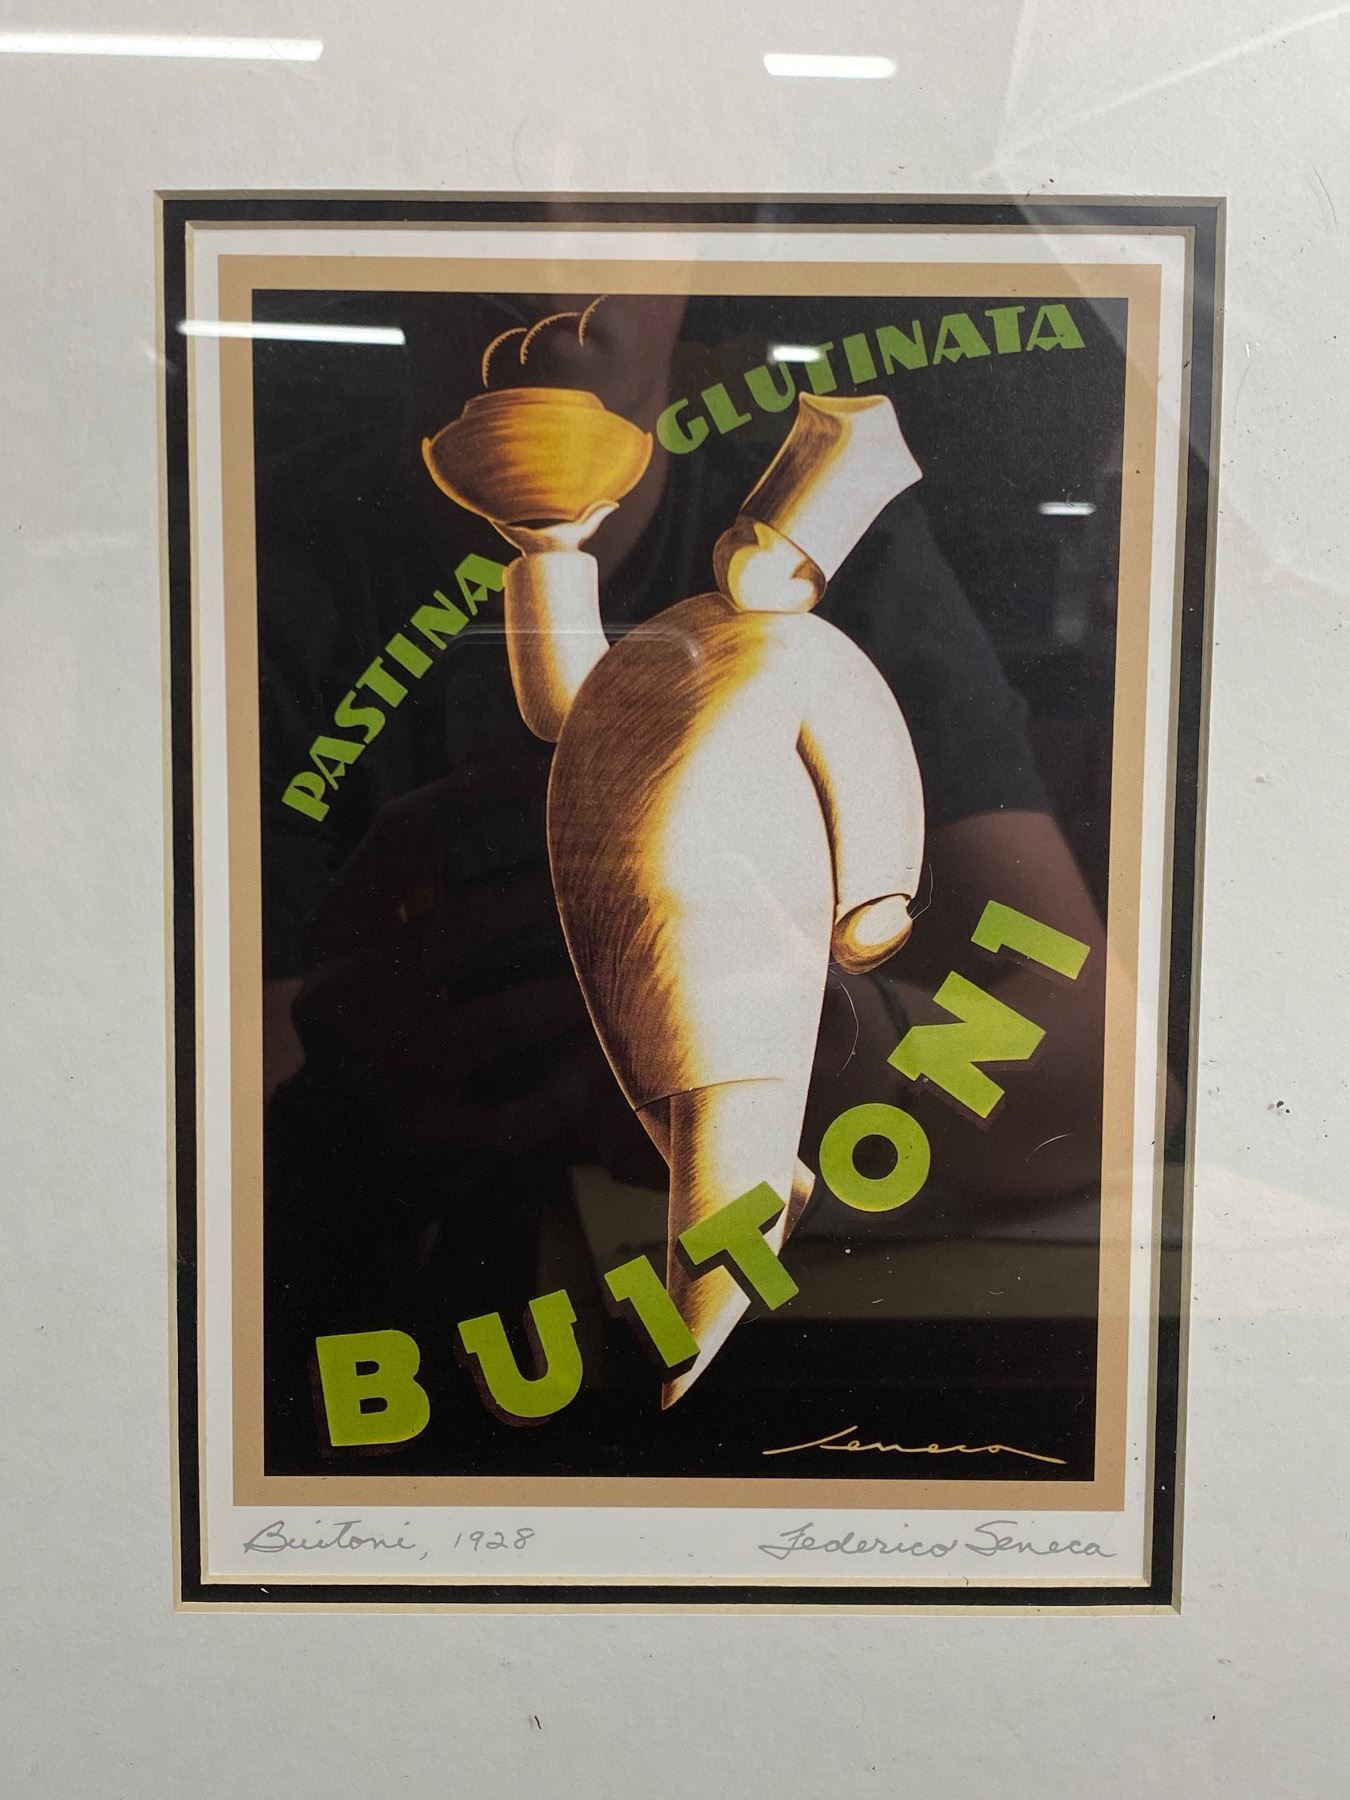 GLUTINATA
PASTINA
BUITONI
Seneca
Buitoni, 1928
Federico Seneca